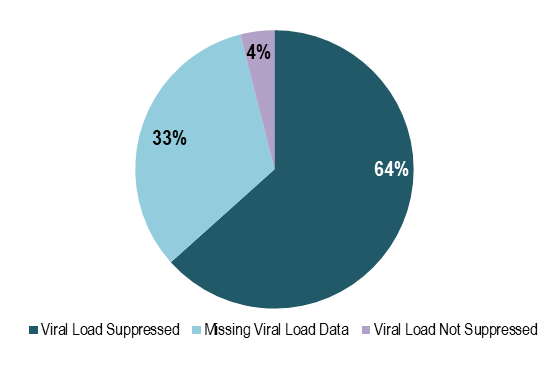 4%
33%
64%
Viral Load Suppressed Missing Viral Load Data Viral Load Not Suppressed